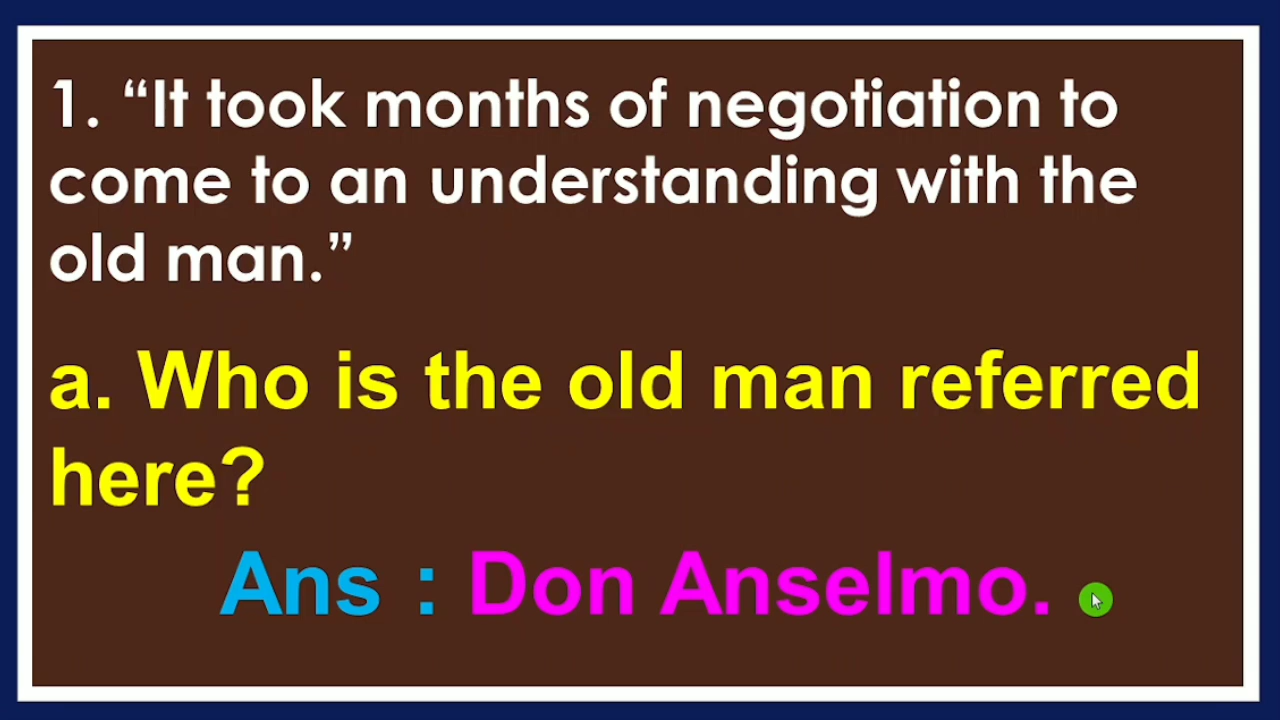 1. “It took months of negotiation to
come to an understanding with the
old man.”
a. Who is the old man referred
here?
Ans : Don Anselmo.